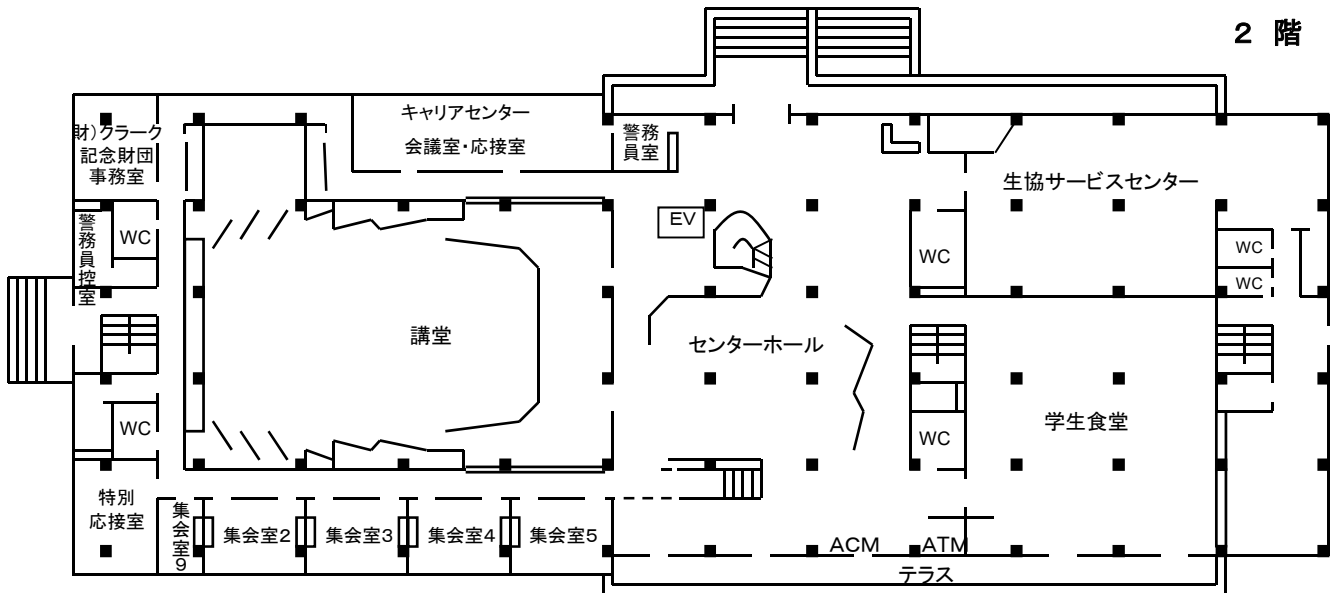 2 階
キャリアセンター
会議室・応接室
財）クラーク
記念財団
事務室
警務
員室
生協サービスセンター
EV
警務員控室
WC
WC
WC
WC
講堂
センターホール
WC
WC
学生食堂
特別
応接室
集会室9
集会室2
集会室3
集会室4
集会室5
ACM
ATM
テラス